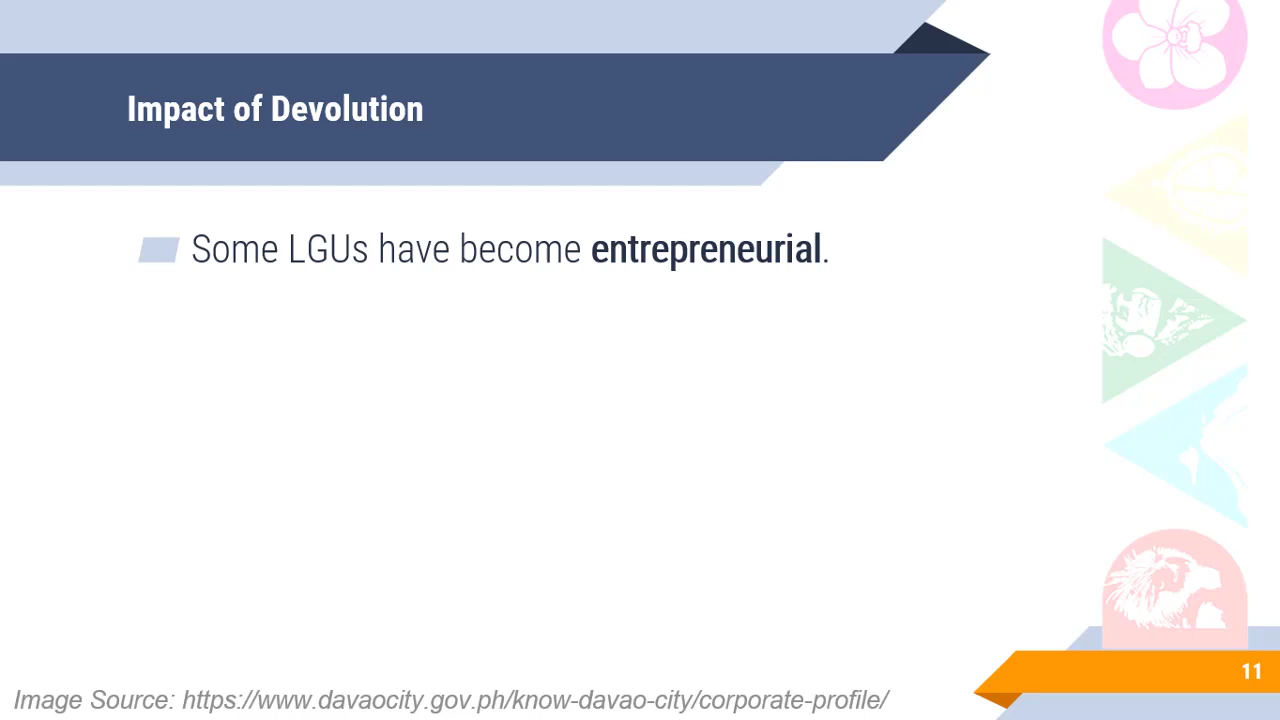 Impact of Devolution
Some LGUs have become entrepreneurial.
11
Image Source: https://www.davaocity.gov.ph/know-davao-city/corporate-profile/